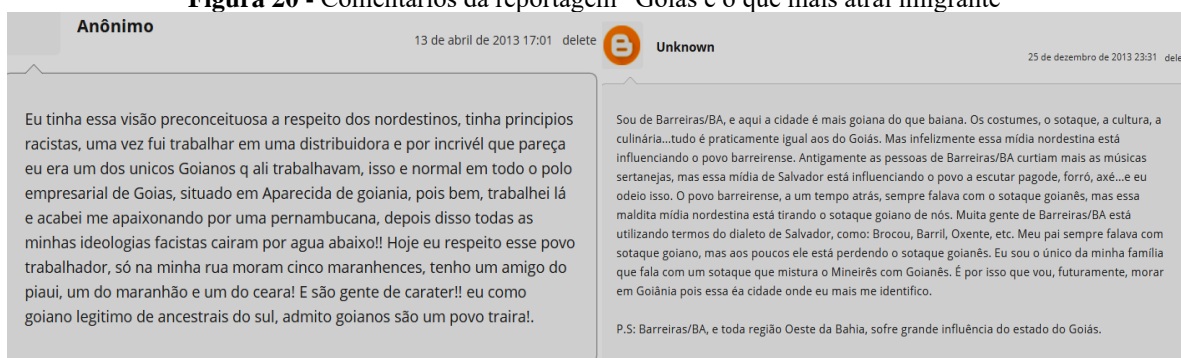 Figura 20 - Comentários da reportagem "Goiás é o que mais atrai imigrante"
Anônimo
13 de abril de 2013 17:01 delete
Eu tinha essa visão preconceituosa a respeito dos nordestinos, tinha principios
racistas, uma vez fui trabalhar em uma distribuidora e por incrivél que pareça
eu era um dos unicos Goianos q ali trabalhavam, isso e normal em todo o polo
empresarial de Goias, situado em Aparecida de goiania, pois bem, trabalhei lá
e acabei me apaixonando por uma pernambucana, depois disso todas as
minhas ideologias facistas cairam por agua abaixo!! Hoje eu respeito esse povo
trabalhador, só na minha rua moram cinco maranhences, tenho um amigo do
piaui, um do maranhão e um do ceara! E são gente de carater!! eu como
goiano legitimo de ancestrais do sul, admito goianos são um povo traira!.
Unknown
25 de dezembro de 2013 23:31 dele
Sou de Barreiras/BA, e aqui a cidade é mais goiana do que baiana. Os costumes, o sotaque, a cultura, a
culinária...tudo é praticamente igual aos do Goiás. Mas infelizmente essa mídia nordestina está
influenciando o povo barreirense. Antigamente as pessoas de Barreiras/BA curtiam mais as músicas
sertanejas, mas essa mídia de Salvador está influenciando o povo a escutar pagode, forró, axé...e eu
odeio isso. O povo barreirense, a um tempo atrás, sempre falava com o sotaque goianês, mas essa
maldita mídia nordestina está tirando o sotaque goiano de nós. Muita gente de Barreiras/BA está
utilizando termos do dialeto de Salvador, como: Brocou, Barril, Oxente, etc. Meu pai sempre falava com
sotaque goiano, mas aos poucos ele está perdendo o sotaque goianês. Eu sou o único da minha família
que fala com um sotaque que mistura o Mineirês com Goianês. É por isso que vou, futuramente, morar
em Goiânia pois essa éa cidade onde eu mais me identifico.
P.S: Barreiras/BA, e toda região Oeste da Bahia, sofre grande influência do estado do Goiás.